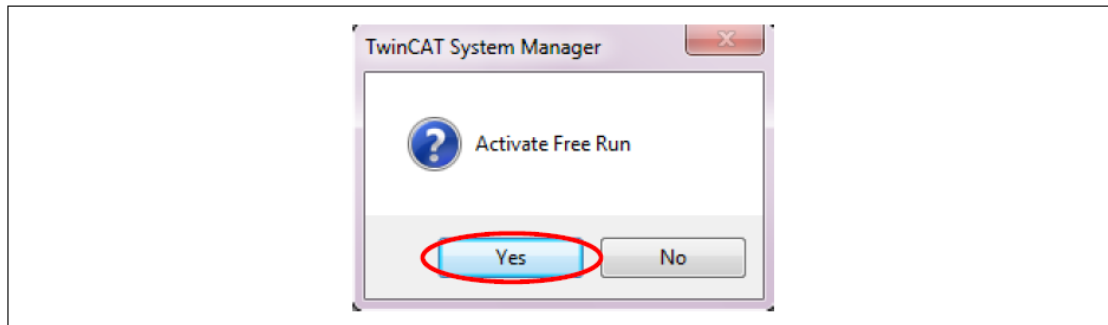 TwinCAT System Manager
Activate Free Run
Yes No